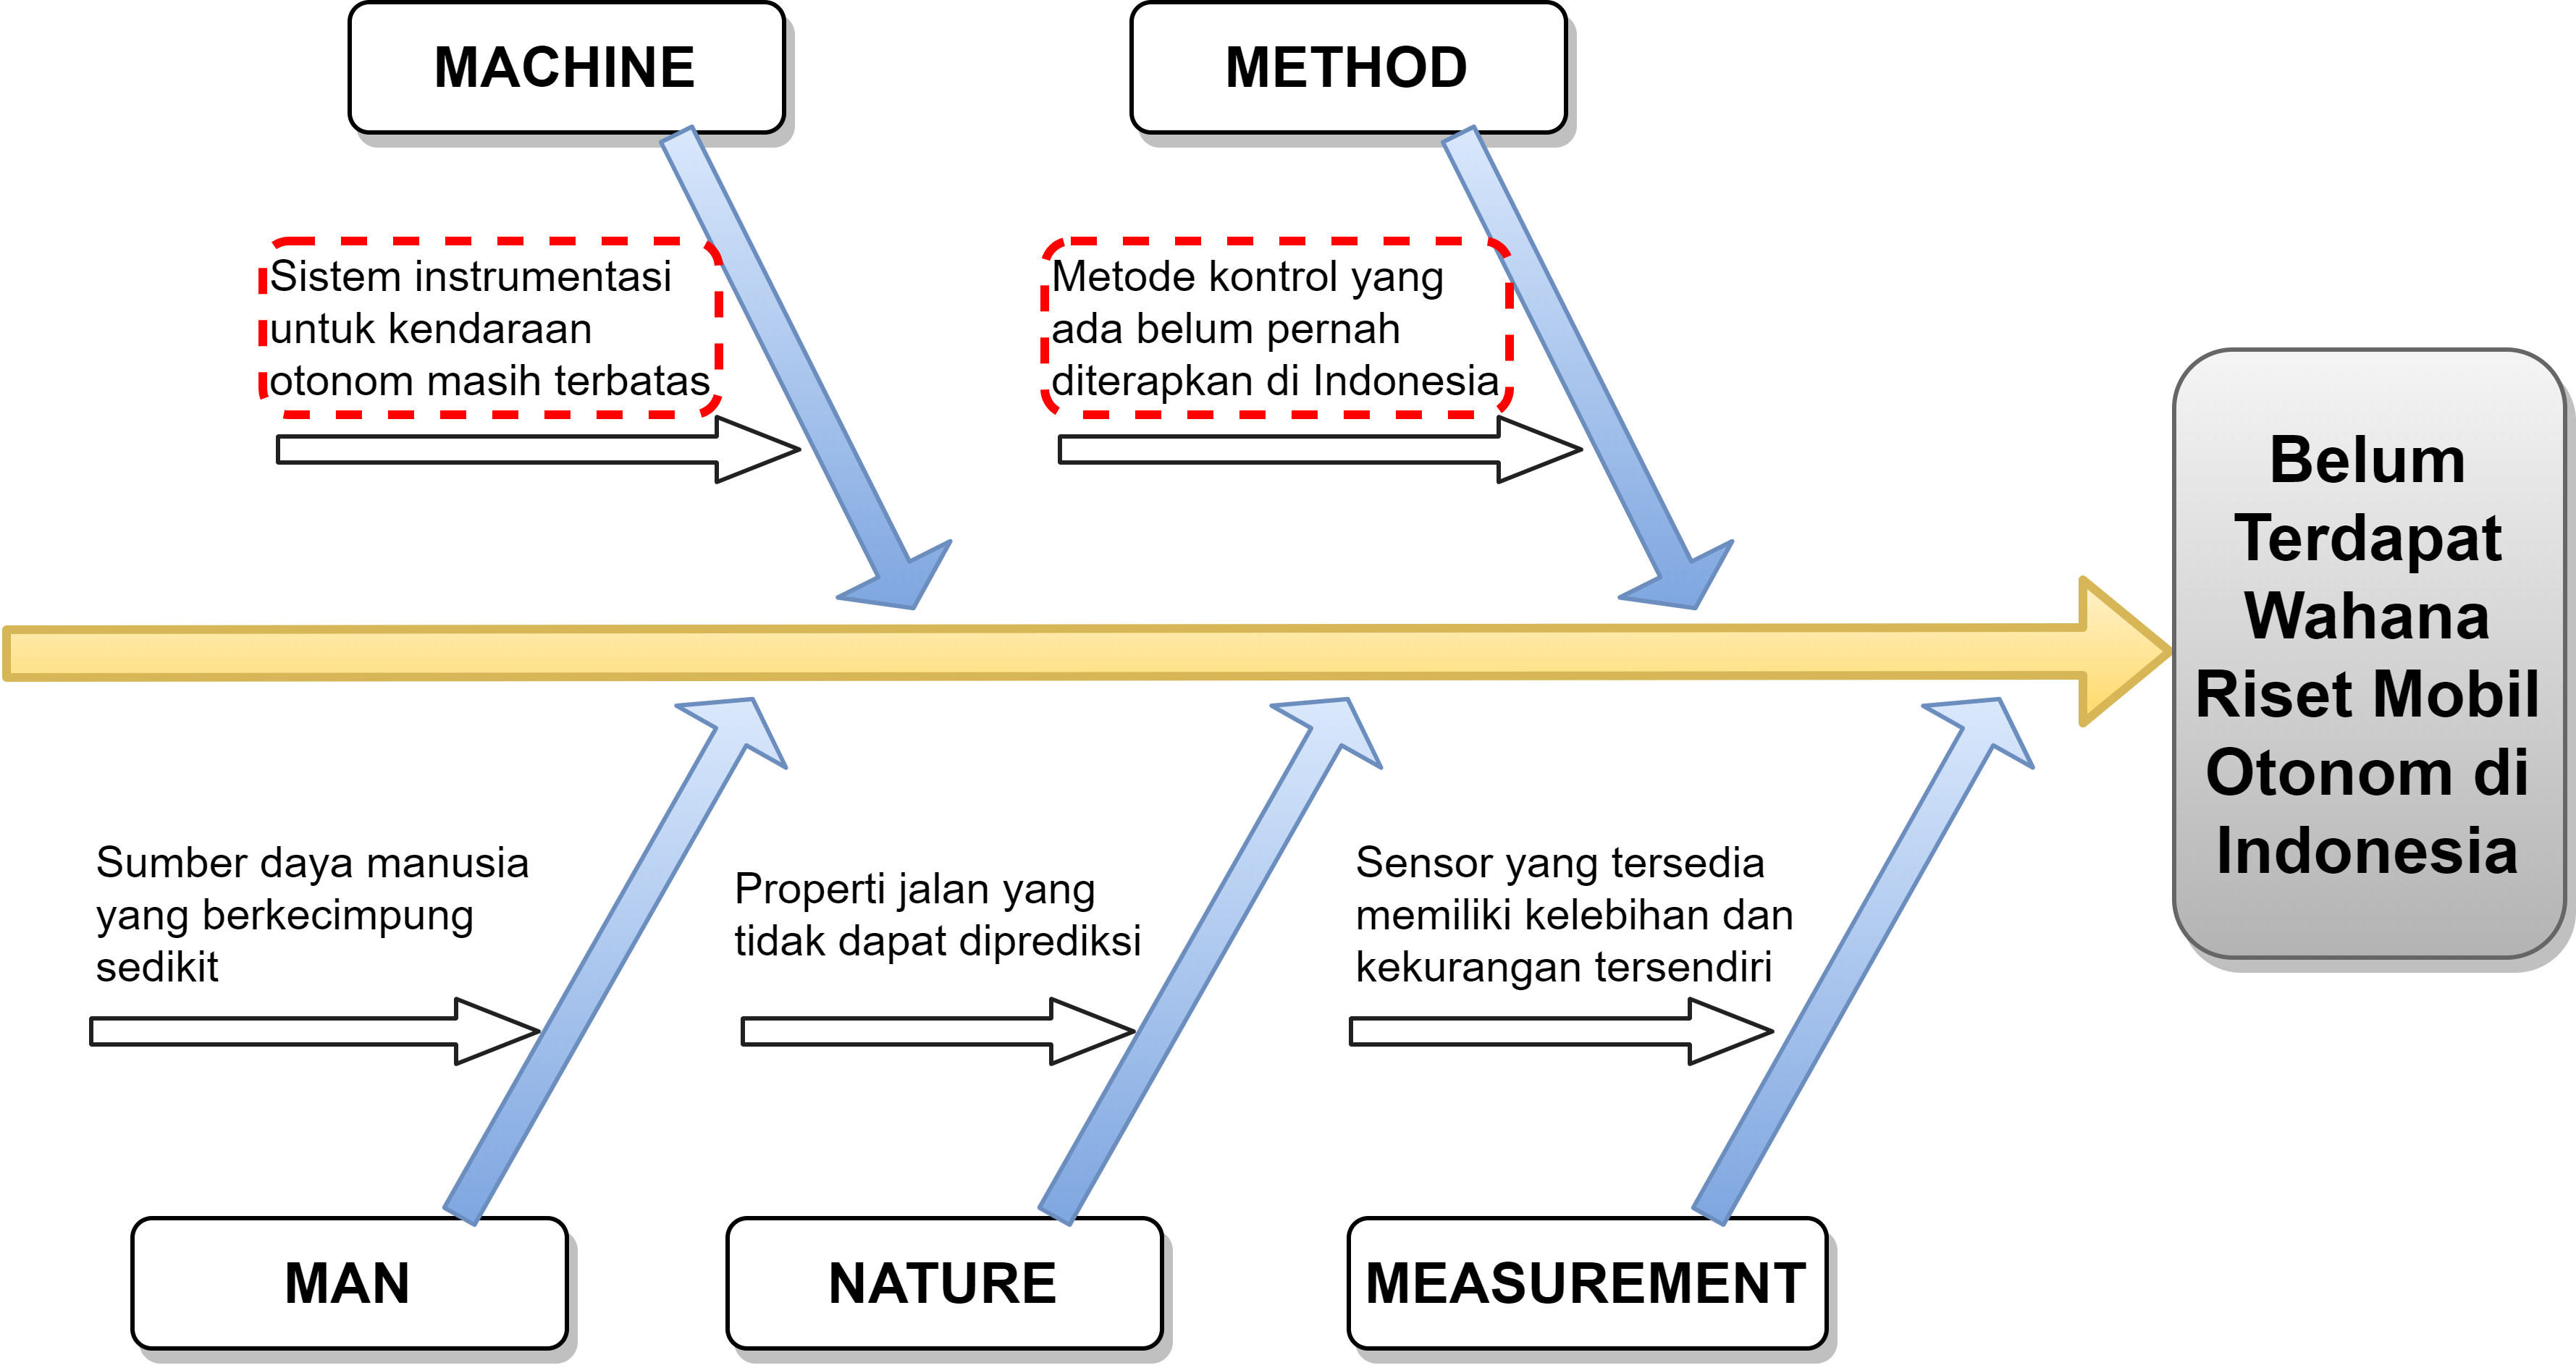 MACHINE
METHOD
Sistem instrumentasi
untuk kendaraan
otonom masih terbatas
Metode kontrol yang
ada belum pernah
diterapkan di Indonesia
Belum
Terdapat
Wahana
Riset Mobil
Otonom di
Indonesia
Sumber daya manusia
yang berkecimpung
sedikit
Properti jalan yang
tidak dapat diprediksi
Sensor yang tersedia
memiliki kelebihan dan
kekurangan tersendiri
MAN
NATURE
MEASUREMENT